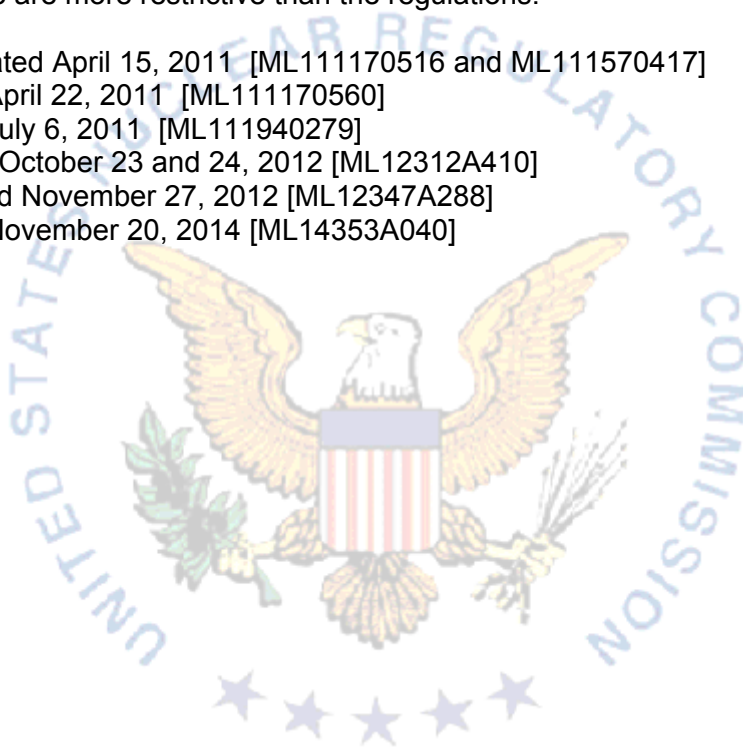 are more restrictive than the regulations.
ated April 15, 2011 [ML111170516 and ML111570417]
April 22, 2011 [ML111170560]
July 6, 2011 [ML111940279]
October 23 and 24, 2012 [ML12312A410]
d November 27, 2012 [ML12347A288]
November 20, 2014 [ML14353A040]
UNITED STATES NUCLEAR REGULATORY COMMISSION